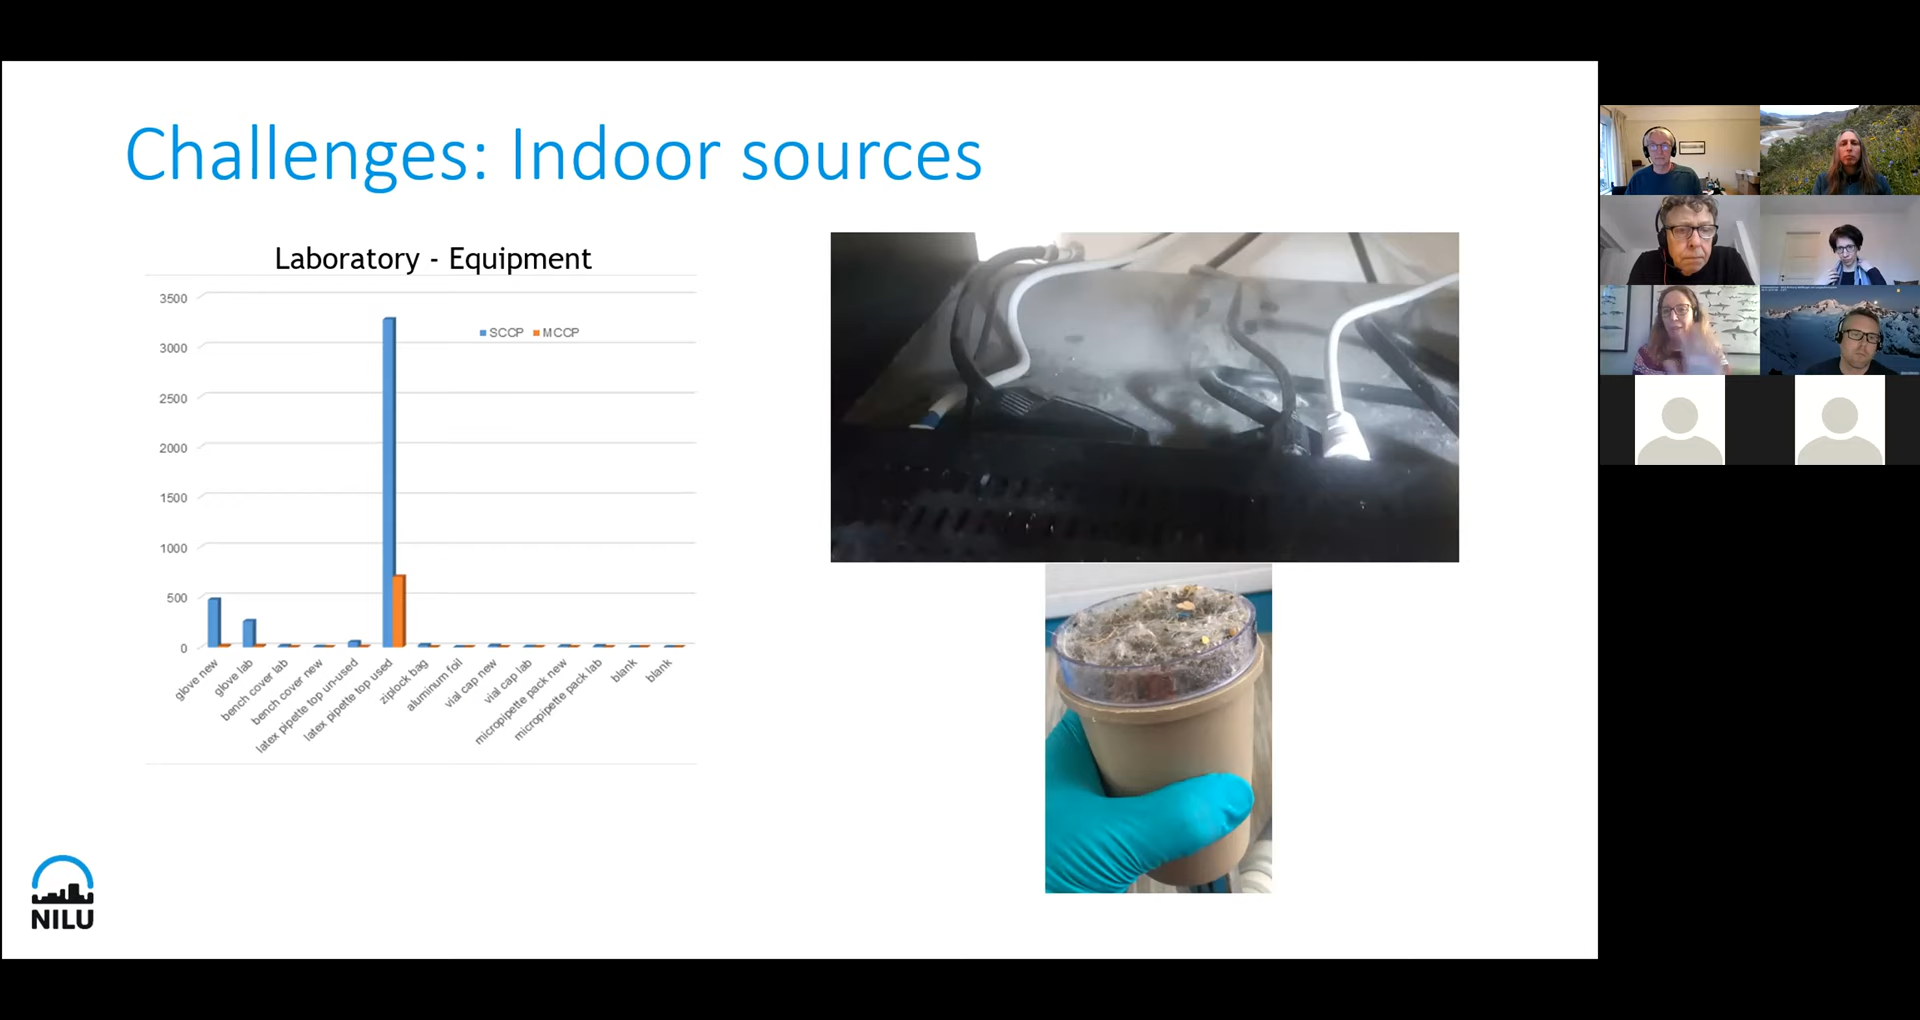 Challenges: Indoor sources
Laboratory - Equipment
3500
3000
2500
2000
1500
1000
500
0
SCCP
MCCP
glove new
glove lab
bench cover lab
bench cover new
latex pipette top un-used
latex pipette top used
ziplock bag
aluminum foil
vial cap new
vial cap lab
micropipette pack new
micropipette pack lab
blank
blank
NILU